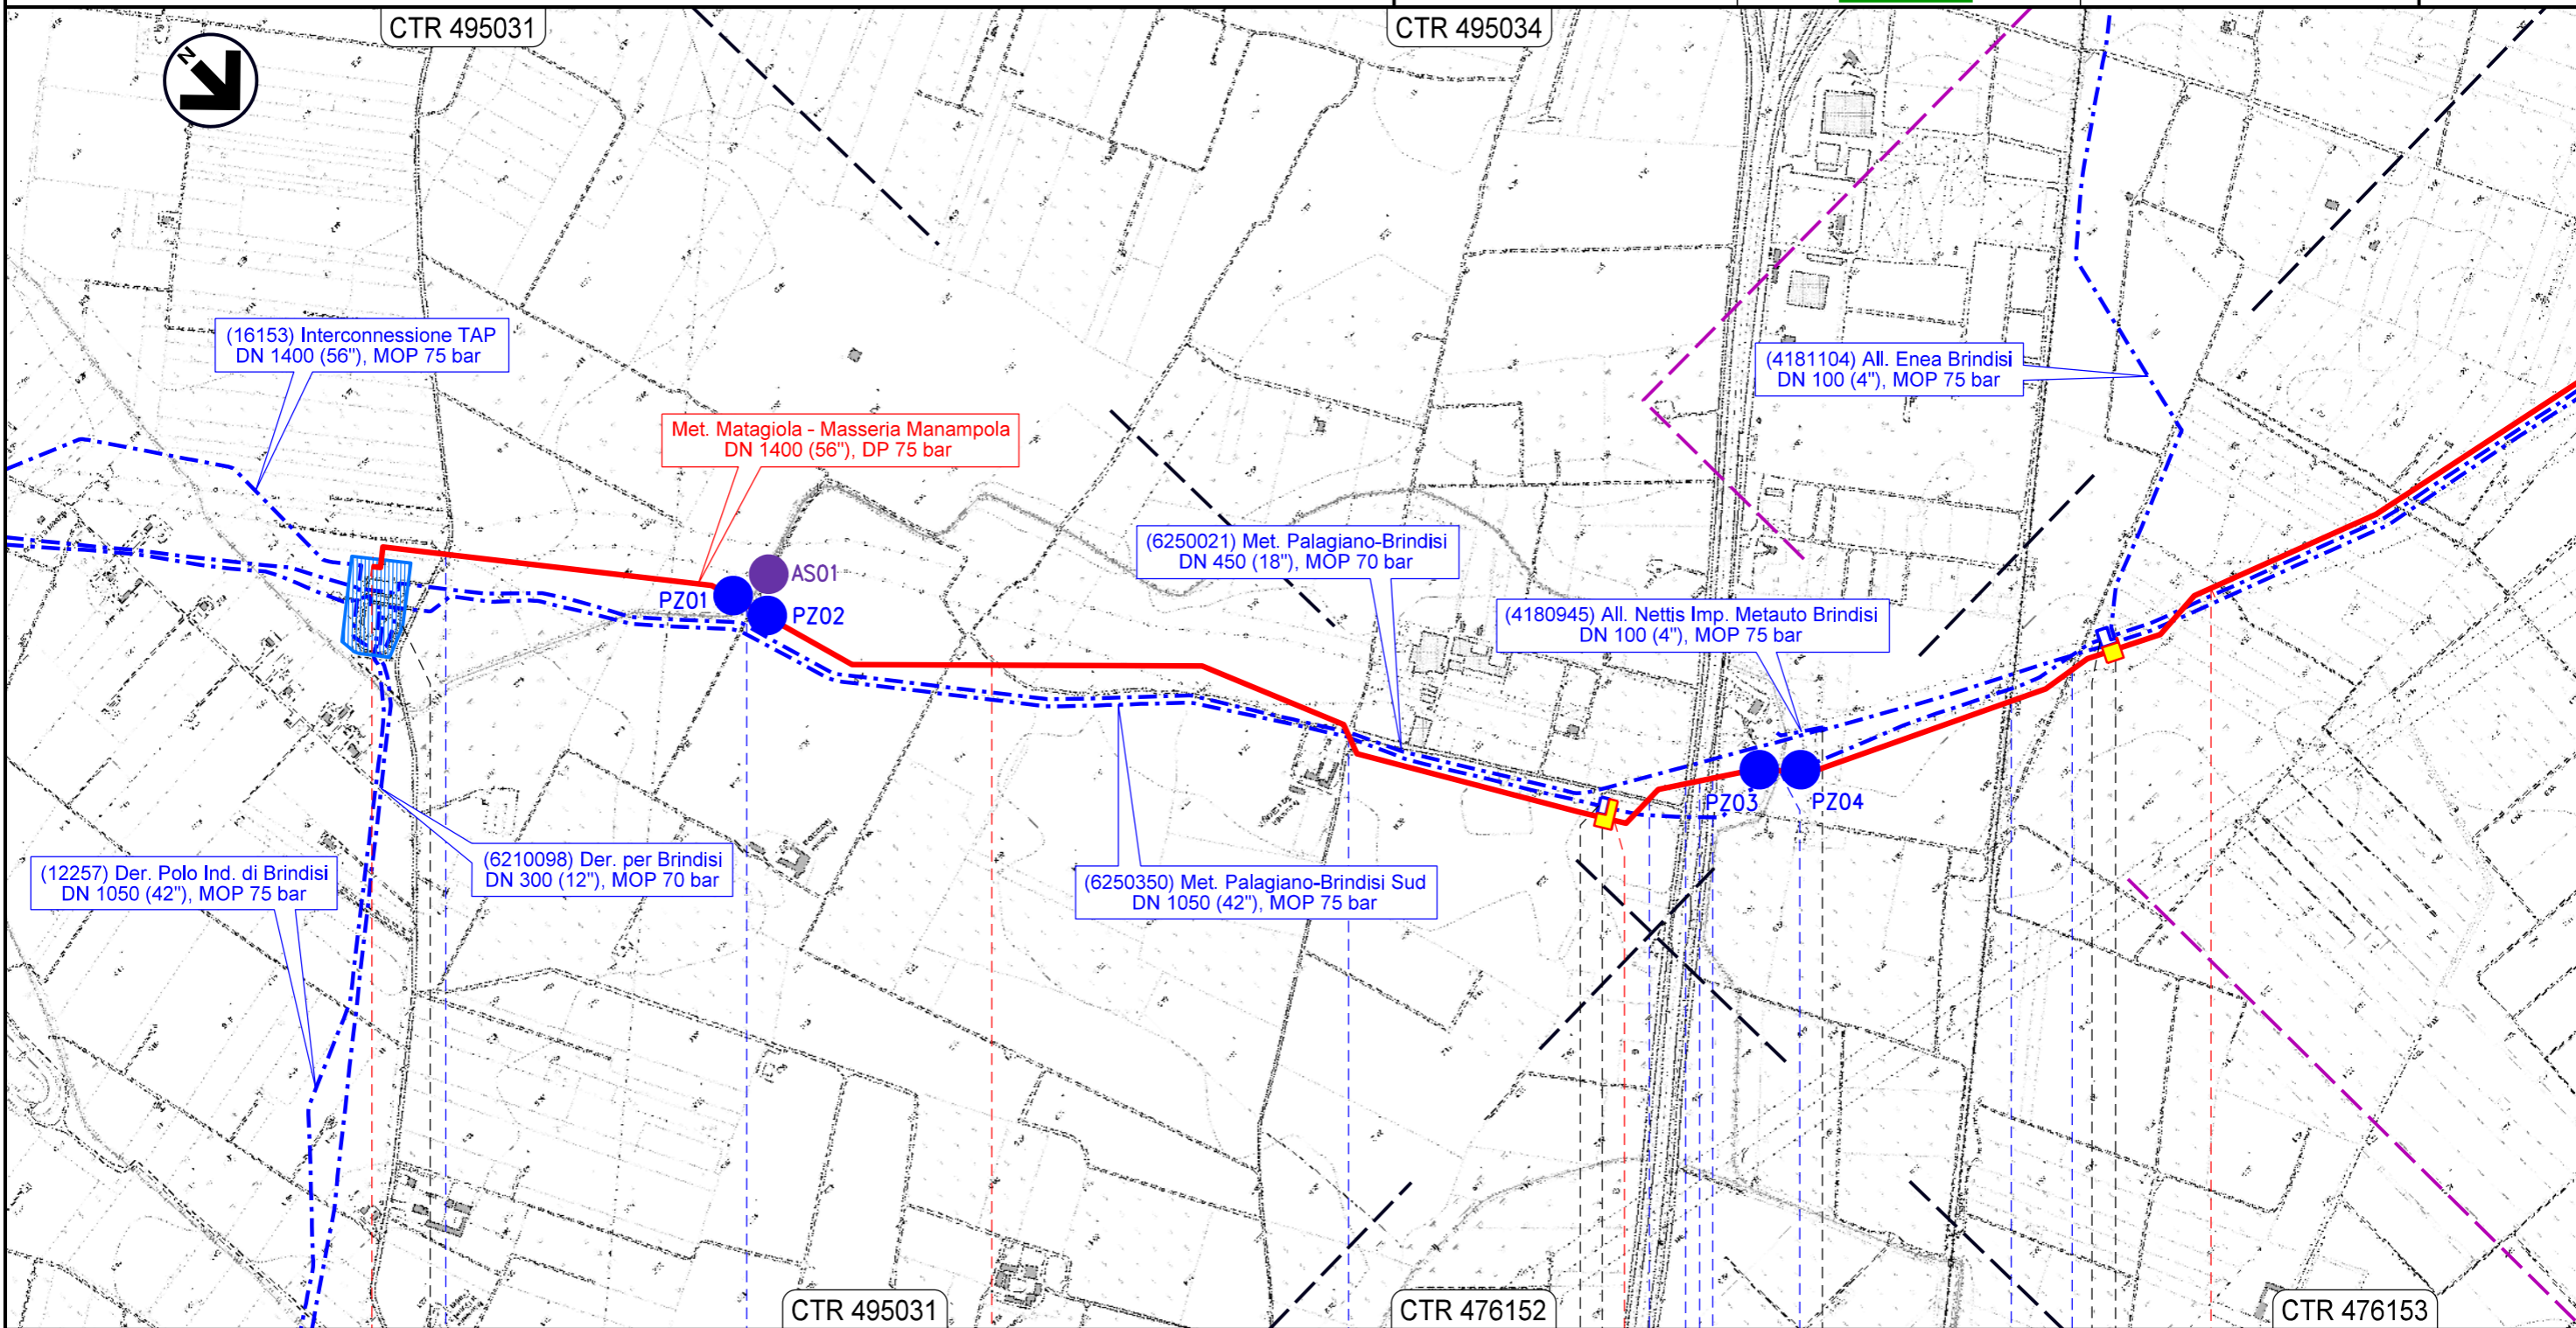 CTR 495031
CTR 495034
N
(16153) Interconnessione TAP
DN 1400 (56"), MOP 75 bar
(4181104) All. Enea Brindisi
DN 100 (4"), MOP 75 bar
Met. Matagiola - Masseria Manampola
DN 1400 (56"), DP 75 bar
(6250021) Met. Palagiano-Brindisi
DN 450 (18"), MOP 70 bar
AS01
PZ01
PZ02
(4180945) All. Nettis Imp. Metauto Brindisi
DN 100 (4"), MOP 75 bar
PZ03
PZ04
(12257) Der. Polo Ind. di Brindisi
DN 1050 (42"), MOP 75 bar
(6210098) Der. per Brindisi
DN 300 (12"), MOP 70 bar
(6250350) Met. Palagiano-Brindisi Sud
DN 1050 (42"), MOP 75 bar
CTR 495031
CTR 476152
CTR 476153